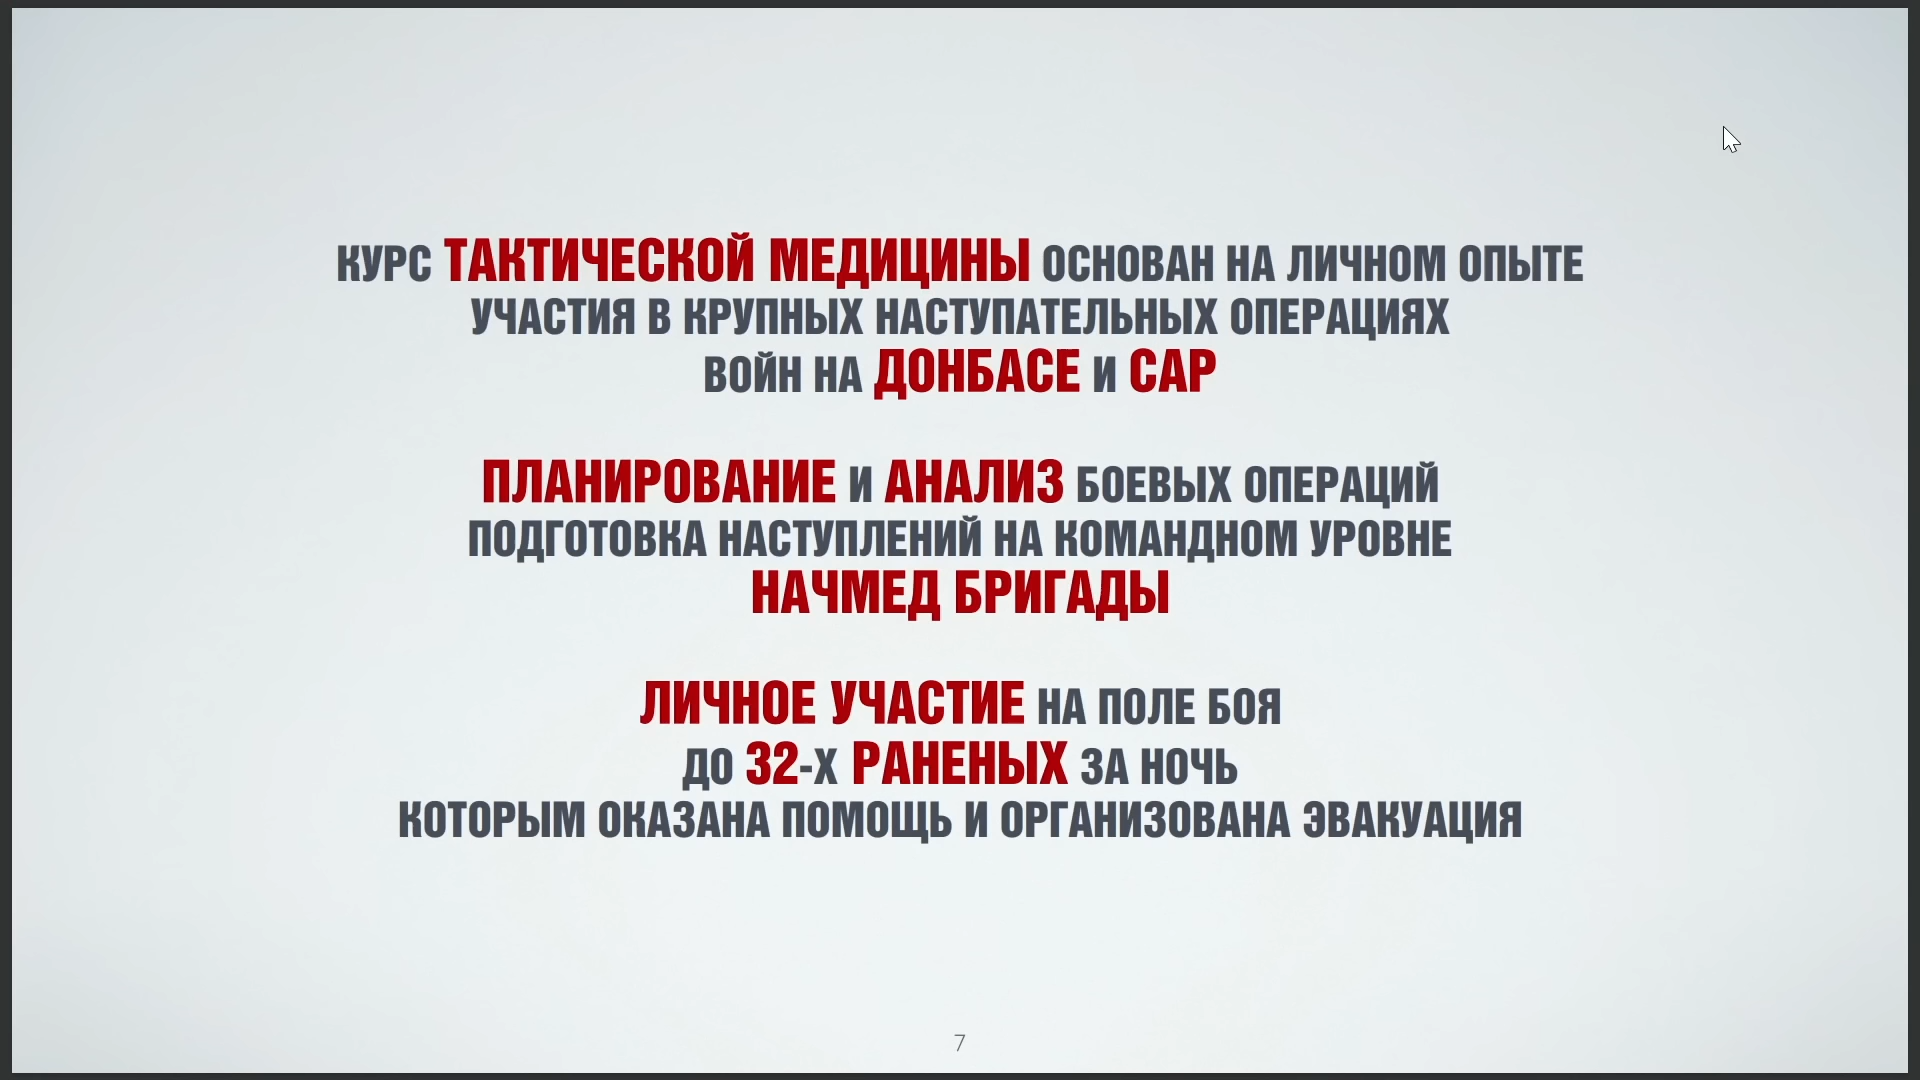 КУРС ТАКТИЧЕСКОЙ МЕДИЦИНЫ ОСНОВАН НА ЛИЧНОМ ОПЫТЕ
УЧАСТИЯ В КРУПНЫХ НАСТУПАТЕЛЬНЫХ ОПЕРАЦИЯХ
ВОЙН НА ДОНБАСЕ И САР
ПЛАНИРОВАНИЕ И АНАЛИЗ БОЕВЫХ ОПЕРАЦИЙ
ПОДГОТОВКА НАСТУПЛЕНИЙ НА КОМАНДНОМ УРОВНЕ
НАЧМЕД БРИГАДЫ
ЛИЧНОЕ УЧАСТИЕ НА ПОЛЕ БОЯ
ДО 32-Х РАНЕНЫХ ЗА НОЧЬ
КОТОРЫМ ОКАЗАНА ПОМОЩЬ И ОРГАНИЗОВАНА ЭВАКУАЦИЯ
7